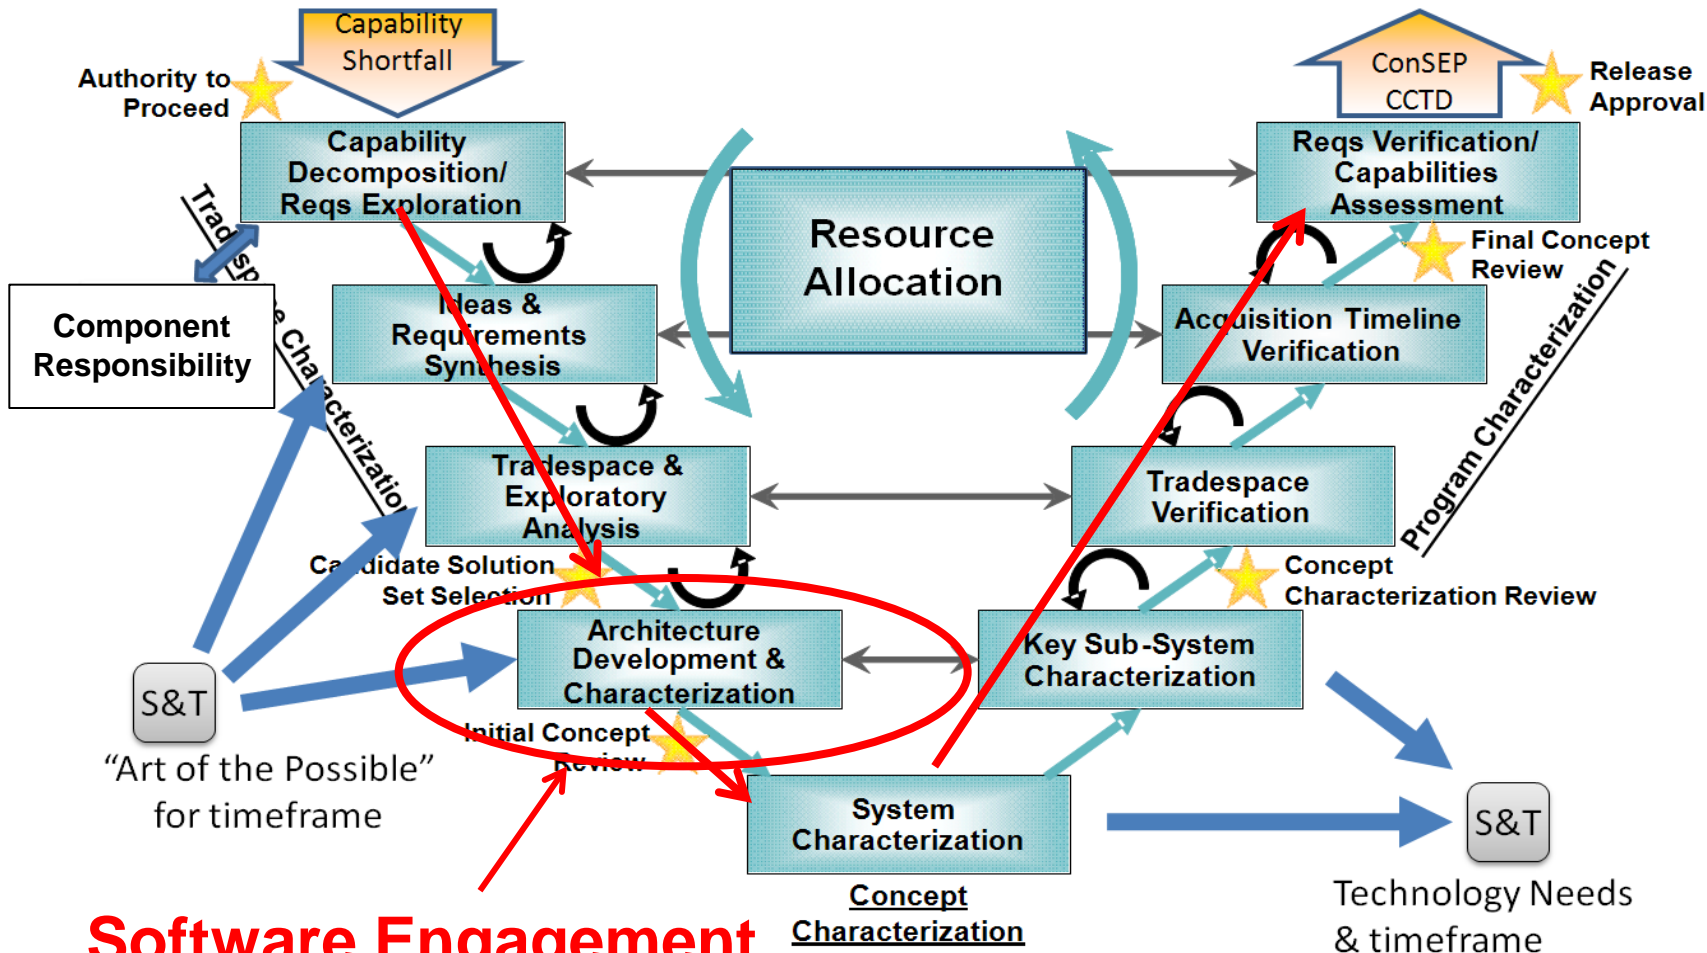 Capability
Shortfall
Authority to
Proceed
ConSEP
CCTD
Release
Approval
Capability
Decomposition/
Reqs Exploration
Reqs Verification/
Capabilities
Assessment
Resource
Allocation
Tradespace Characterization
Component
Responsibility
Ideas &
Requirements
Synthesis
Final Concept
Review
Acquisition Timeline
Verification
Program Characterization
Tradespace &
Exploratory
Analysis
Tradespace
Verification
Candidate Solution
Set Selection
Concept
Characterization Review
Architecture
Development &
Characterization
Key Sub-System
Characterization
S&T
“Art of the Possible”
for timeframe
Initial Concept
Review
System
Characterization
Concept
Characterization
S&T
Technology Needs
& timeframe
Software Engagement